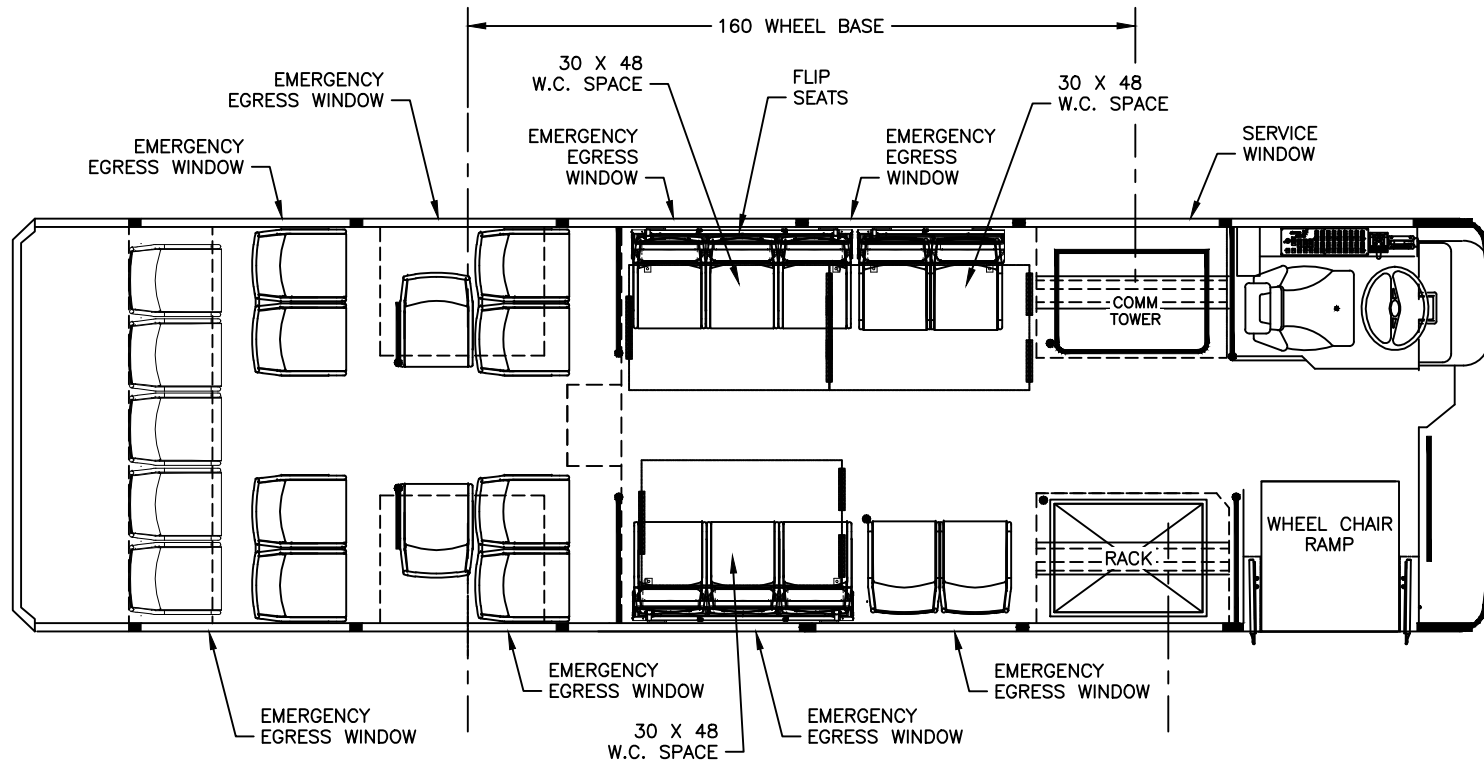 160 WHEEL BASE
30 X 48
W.C. SPACE
FLIP
SEATS
30 X 48
W.C. SPACE
EMERGENCY
EGRESS WINDOW
EMERGENCY
EGRESS WINDOW
EMERGENCY
EGRESS
WINDOW
EMERGENCY
EGRESS
WINDOW
SERVICE
WINDOW
COMM
TOWER
WHEEL CHAIR
RAMP
RACK
EMERGENCY
EGRESS WINDOW
EMERGENCY
EGRESS WINDOW
30 X 48
W.C. SPACE
EMERGENCY
EGRESS WINDOW
EMERGENCY
EGRESS WINDOW